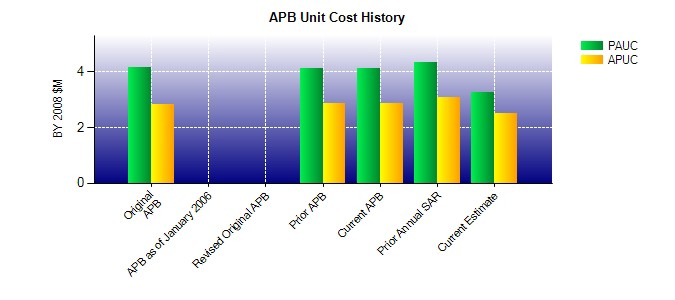 APB Unit Cost History
PAUC
APUC
BY 2008 $M
4
2
0
Original
APB
APB as of January 2006
Revised Original APB
Prior APB
Current APB
Prior Annual SAR
Current Estimate